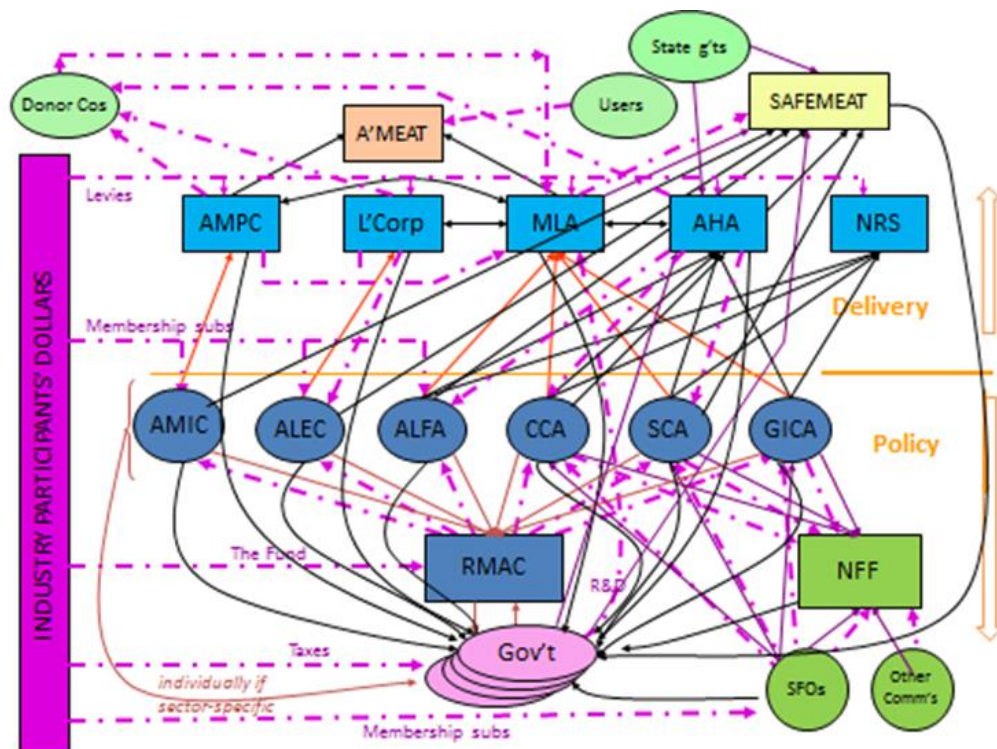 State g'ts
Donor Cos
Users
SAFEMEAT
A'MEAT
Levies
AMPC
L'Corp
MLA
AHA
NRS
Delivery
Membership subs
AMIC
ALEC
ALFA
CCA
SCA
GICA
Policy
INDUSTRY PARTICIPANTS' DOLLARS
The Fund
RMAC
R&D
NFF
Taxes
Gov't
individually if
sector-specific
SFOs
Other
Comm's
Membership subs